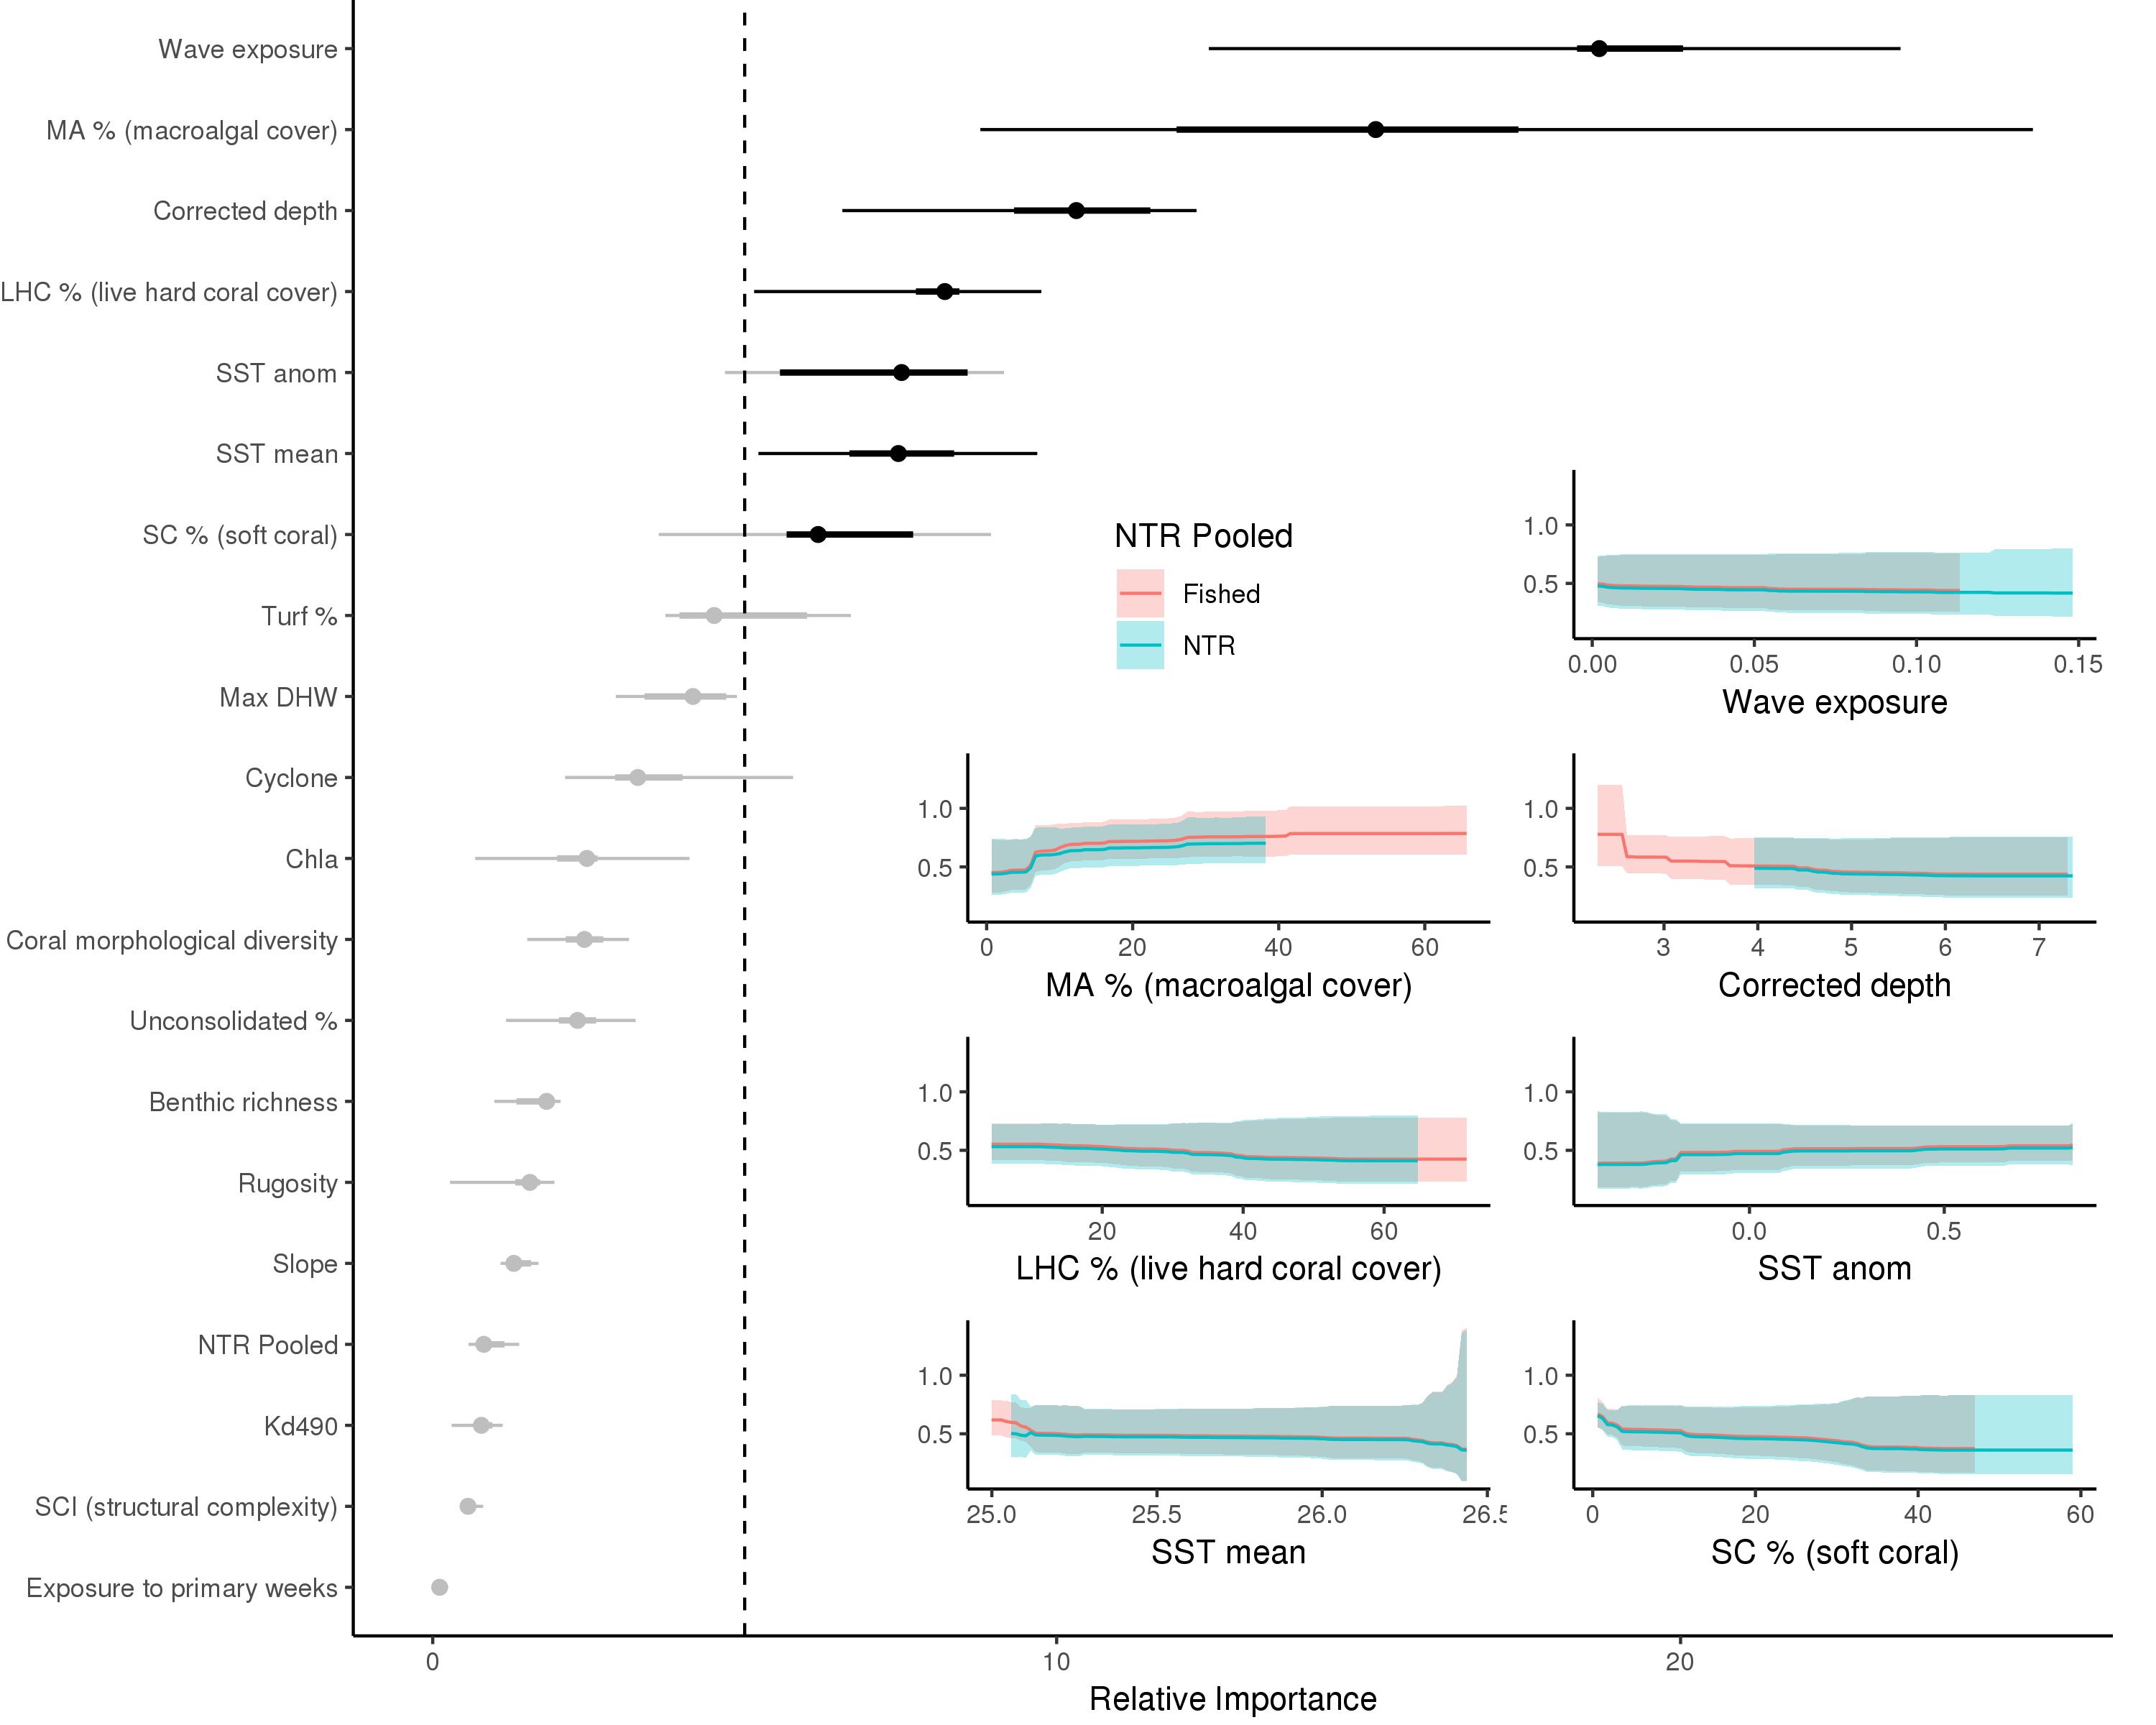 Wave exposure
MA % (macroalgal cover)
Corrected depth
LHC % (live hard coral cover)
SST anom
SST mean
SC % (soft coral)
Turf %
Max DHW
Cyclone
Chla
Coral morphological diversity
Unconsolidated %
Benthic richness
Rugosity
Slope
NTR Pooled
Kd490
SCI (structural complexity)
Exposure to primary weeks
0 10 20
Relative Importance
NTR Pooled
Fished
NTR
1.0
0.5
0.00 0.05 0.10 0.15
Wave exposure
1.0
0.5
0 20 40 60
MA % (macroalgal cover)
1.0
0.5
3 4 5 6 7
Corrected depth
1.0
0.5
20 40 60
LHC % (live hard coral cover)
1.0
0.5
0.0 0.5
SST anom
1.0
0.5
25.0 25.5 26.0 26.5
SST mean
1.0
0.5
0 20 40 60
SC % (soft coral)